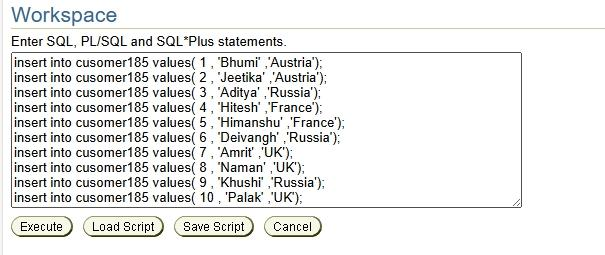 Workspace
Enter SQL, PL/SQL and SQL*Plus statements.
insert into cusomer185 values( 1 , 'Bhumi' ,'Austria');
insert into cusomer185 values( 2 , 'Jeetika' ,'Austria');
insert into cusomer185 values( 3 , 'Aditya' ,'Russia');
insert into cusomer185 values( 4 , 'Hitesh' ,'France');
insert into cusomer185 values( 5 , 'Himanshu' ,'France');
insert into cusomer185 values( 6 , 'Deivangh' ,'Russia');
insert into cusomer185 values( 7 , 'Amrit' ,'UK');
insert into cusomer185 values( 8 , 'Naman' ,'UK');
insert into cusomer185 values( 9 , 'Khushi' ,'Russia');
insert into cusomer185 values( 10 , 'Palak' ,'UK');
Execute Load Script Save Script Cancel